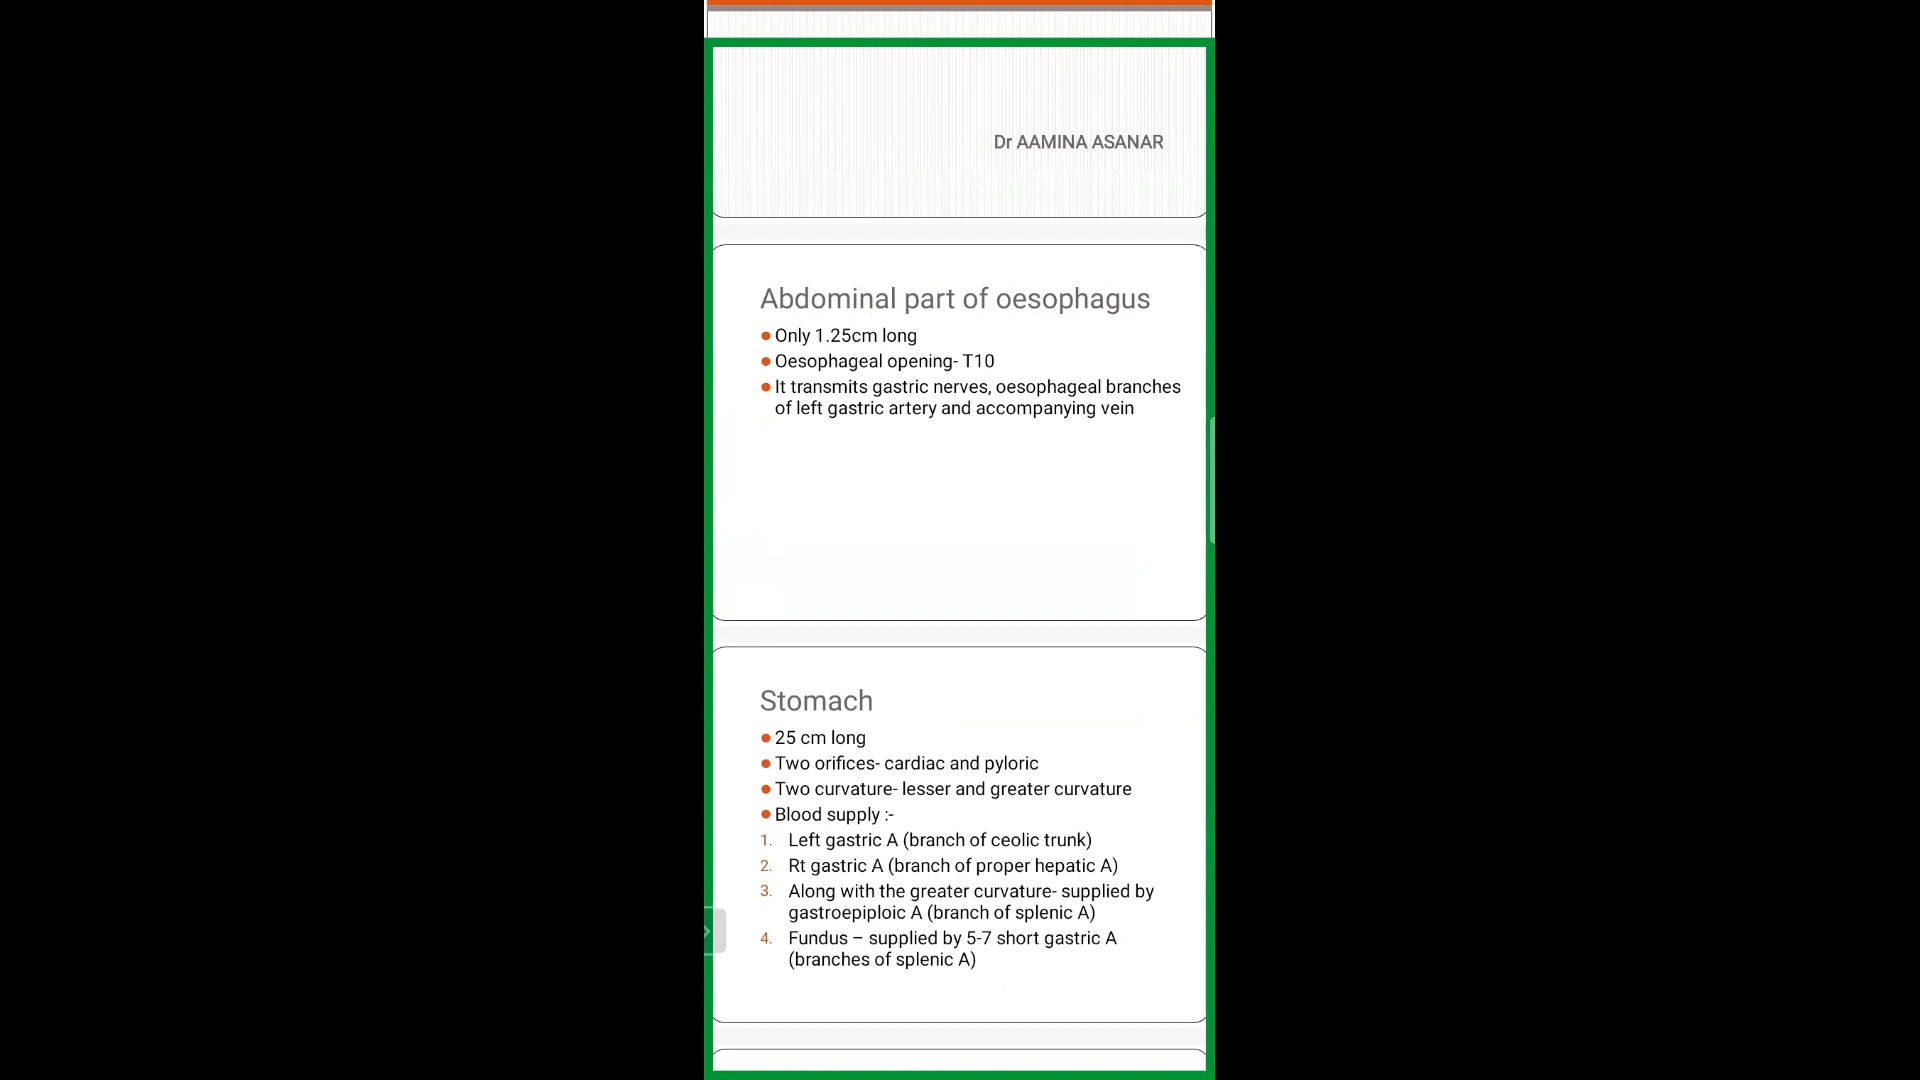 Dr AAMINA ASANAR
Abdominal part of oesophagus
Only 1.25cm long
Oesophageal opening- T10
It transmits gastric nerves, oesophageal branches
of left gastric artery and accompanying vein
Stomach
25 cm long
Two orifices- cardiac and pyloric
Two curvature- lesser and greater curvature
Blood supply :-
1. Left gastric A (branch of ceolic trunk)
2. Rt gastric A (branch of proper hepatic A)
3. Along with the greater curvature- supplied by
gastroepiploic A (branch of splenic A)
4. Fundus – supplied by 5-7 short gastric A
(branches of splenic A)